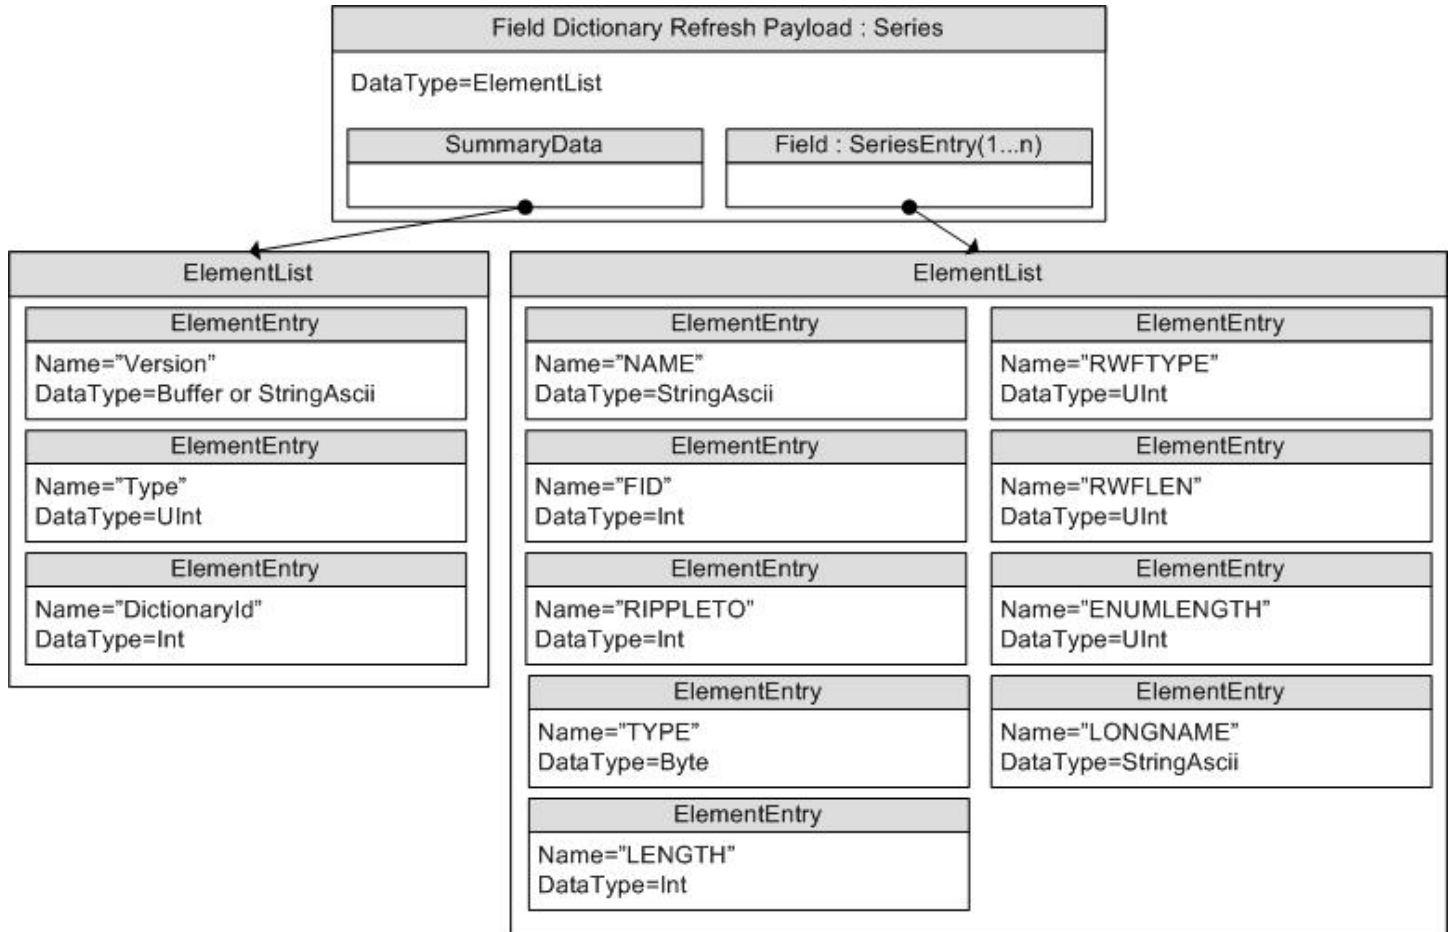 Field Dictionary Refresh Payload : Series
DataType=ElementList
SummaryData
Field : SeriesEntry(1...n)
ElementList
ElementEntry
Name=”Version”
DataType=Buffer or StringAscii
ElementEntry
Name=”Type”
DataType=UInt
ElementEntry
Name=”DictionaryId”
DataType=Int
ElementList
ElementEntry
Name=”NAME”
DataType=StringAscii
ElementEntry
Name=”FID”
DataType=Int
ElementEntry
Name=”RIPPLETO”
DataType=Int
ElementEntry
Name=”TYPE”
DataType=Byte
ElementEntry
Name=”LENGTH”
DataType=Int
ElementEntry
Name=”RWFTYPE”
DataType=UInt
ElementEntry
Name=”RWFLEN”
DataType=UInt
ElementEntry
Name=”ENUMLENGTH”
DataType=UInt
ElementEntry
Name=”LONGNAME”
DataType=StringAscii